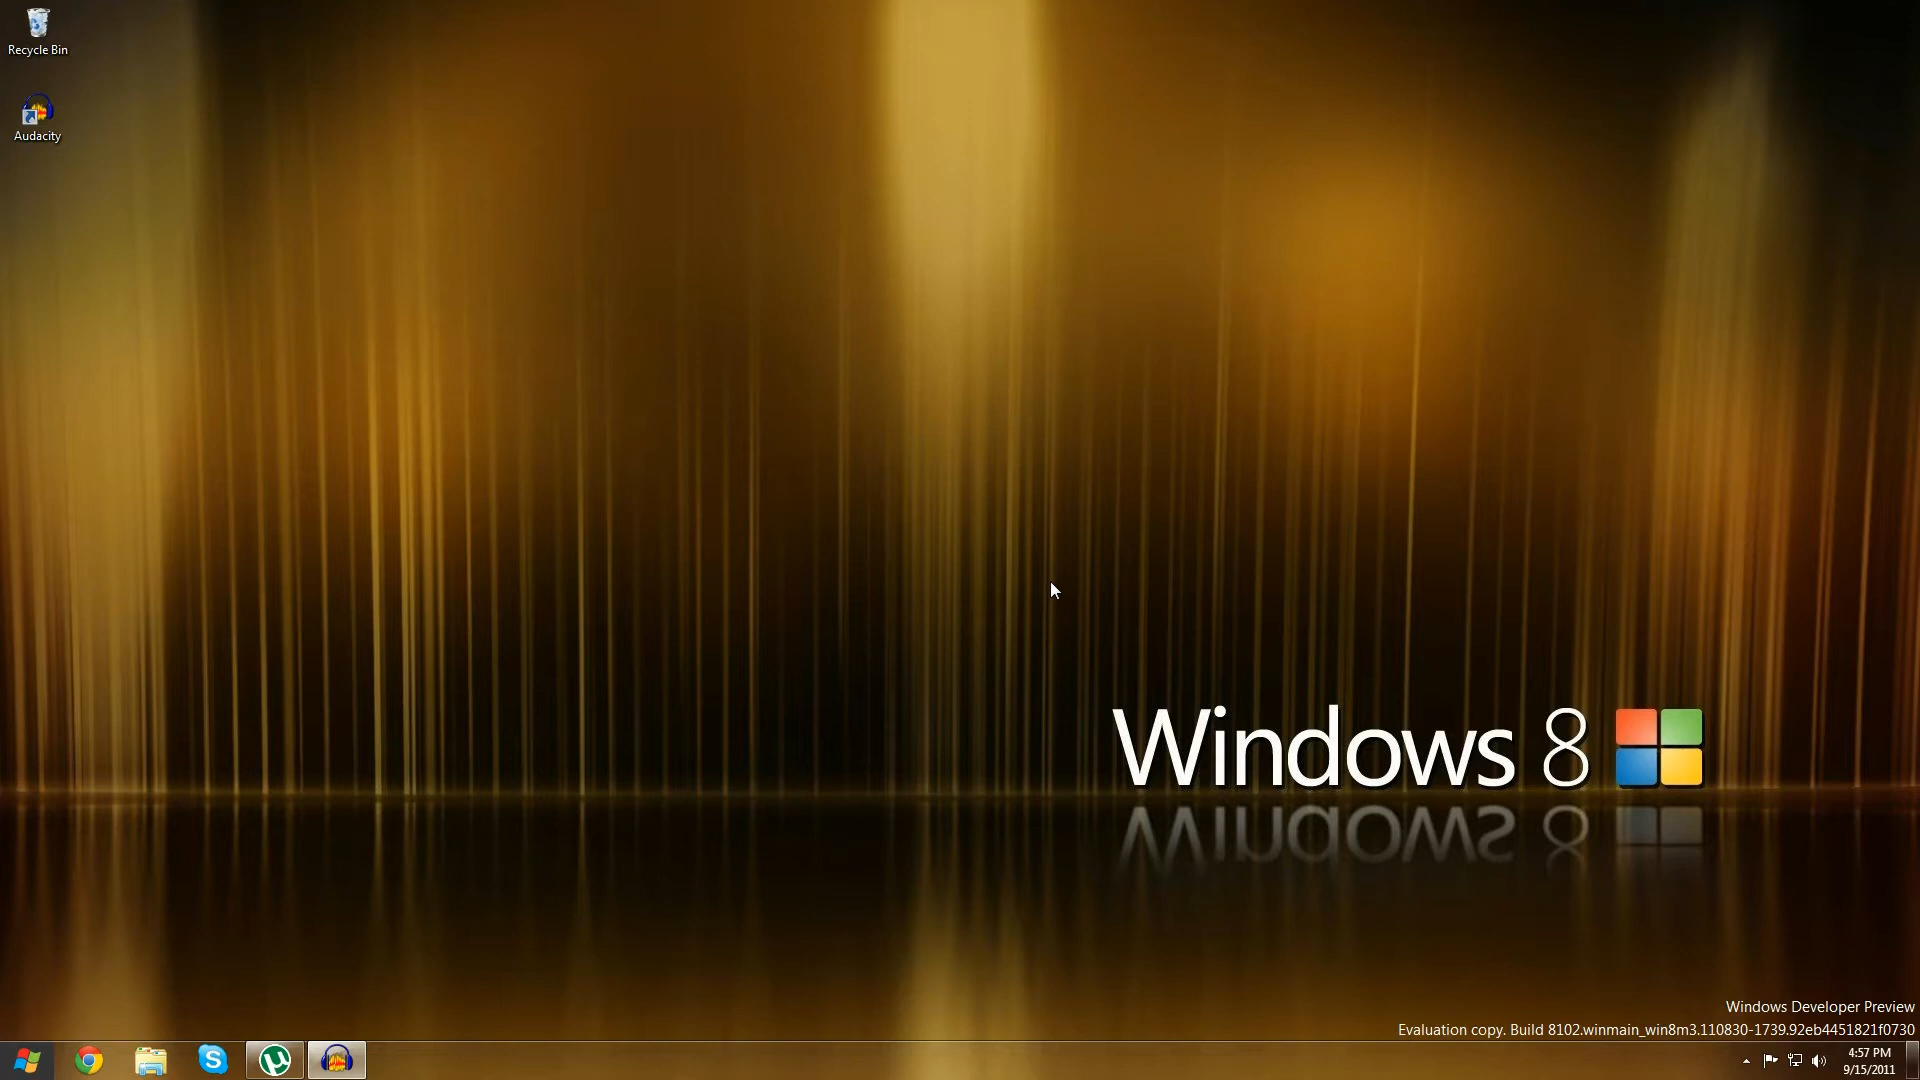 Recycle Bin
Audacity
Windows 8
Windows Developer Preview
Evaluation copy. Build 8102.winmain_win8m3.110830-1739.92eb4451821f0730
4:57 PM
9/15/2011